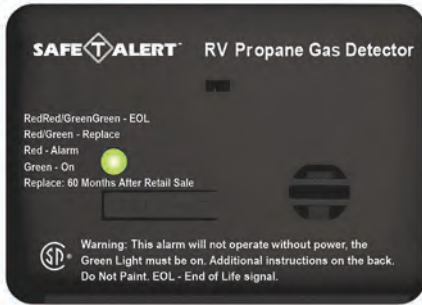 SAFE T ALERT™ RV Propane Gas Detector
RedRed/GreenGreen - EOL
Red/Green - Replace
Red - Alarm
Green - On
Replace: 60 Months After Retail Sale
SP® Warning: This alarm will not operate without power, the
Green Light must be on. Additional instructions on the back.
Do Not Paint. EOL - End of Life signal.